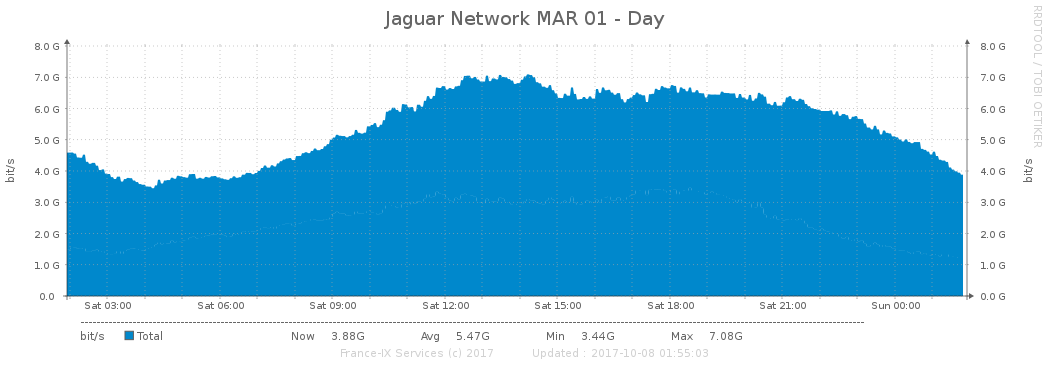 Jaguar Network MAR 01 - Day
RRDTOOL / TOBI OETIKER
bit/s
8.0 G 8.0 G
7.0 G 7.0 G
6.0 G 6.0 G
5.0 G 5.0 G
4.0 G 4.0 G
3.0 G 3.0 G
2.0 G 2.0 G
1.0 G 1.0 G
0.0 0.0 G
bit/s
Sat 03:00 Sat 06:00 Sat 09:00 Sat 12:00 Sat 15:00 Sat 18:00 Sat 21:00 Sun 00:00
bit/s Total Now 3.88G Avg 5.47G Min 3.44G Max 7.08G
France-IX Services (c) 2017 Updated : 2017-10-08 01:55:03